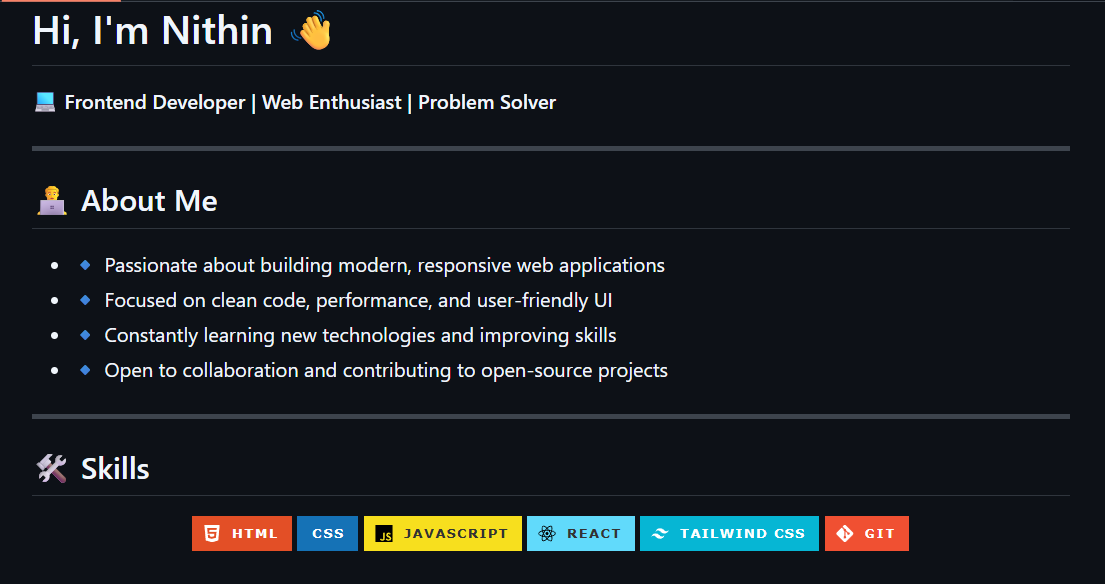 Hi, I'm Nithin 👋
💻 Frontend Developer | Web Enthusiast | Problem Solver
👨‍💻 About Me
• 🔹 Passionate about building modern, responsive web applications
• 🔹 Focused on clean code, performance, and user-friendly UI
• 🔹 Constantly learning new technologies and improving skills
• 🔹 Open to collaboration and contributing to open-source projects
🛠️ Skills
HTML CSS JS JAVASCRIPT REACT TAILWIND CSS GIT